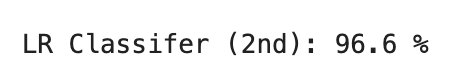 LR Classifer (2nd): 96.6 %